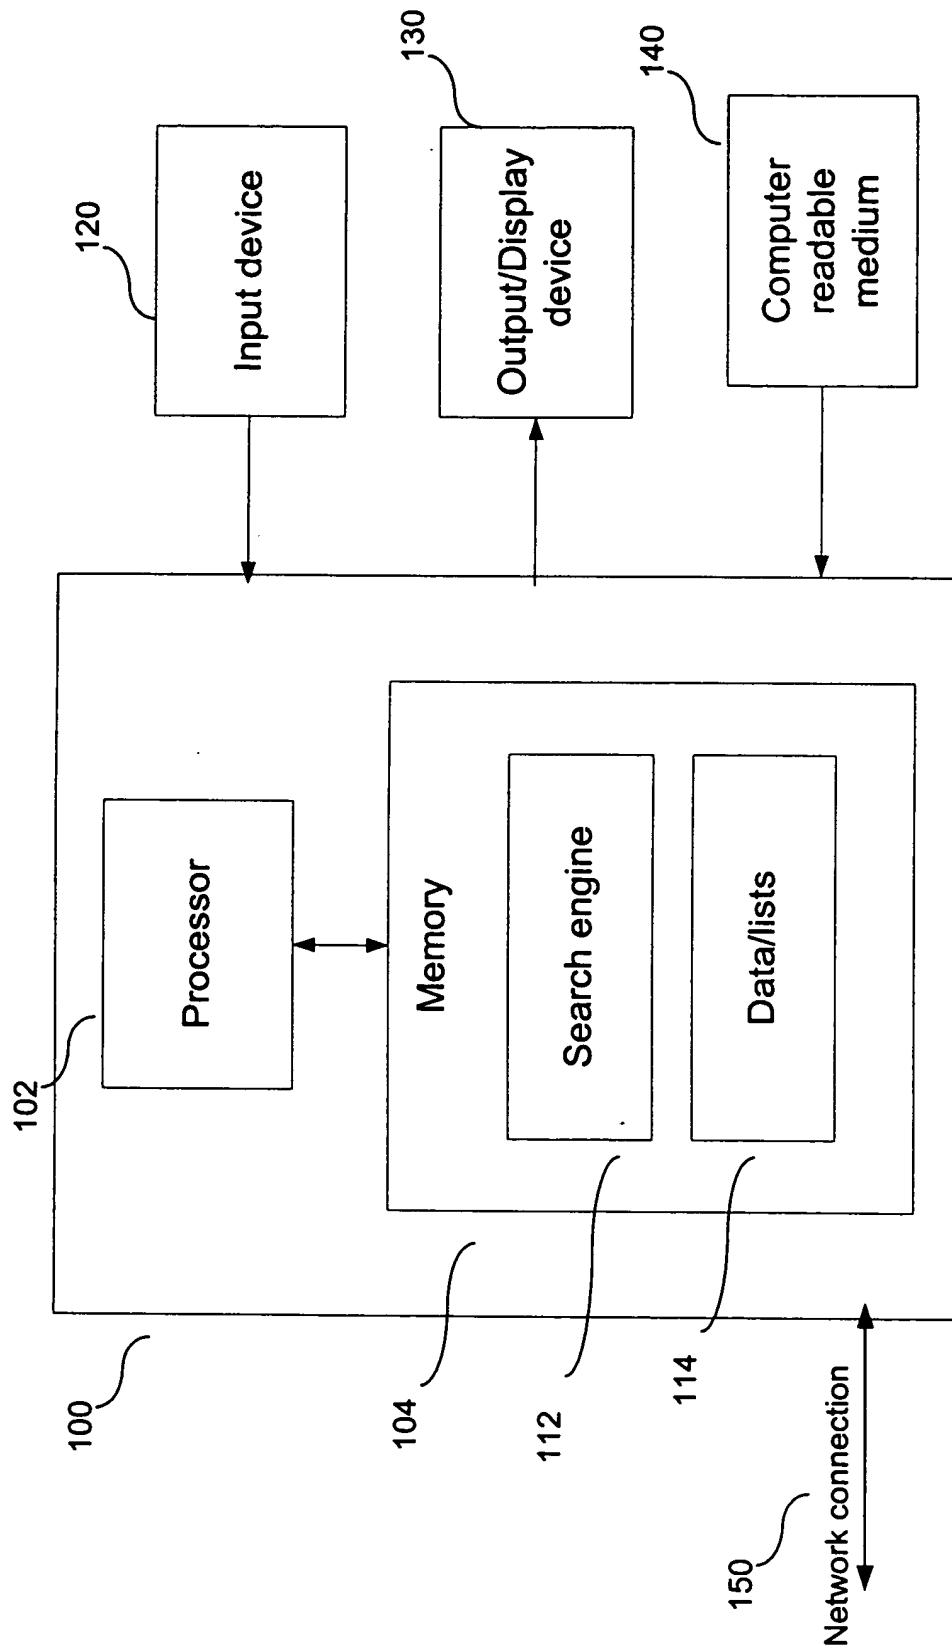 100
102
Processor
104
Memory
112
Search engine
114
Data/lists
120
Input device
130
Output/Display
device
140
Computer
readable
medium
150
Network connection